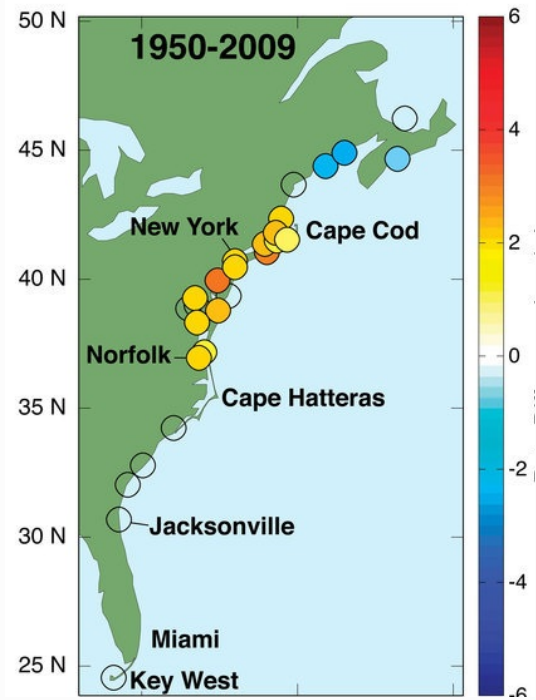 50 N
1950-2009
45 N
New York
Cape Cod
40 N
Norfolk
Cape Hatteras
35 N
Jacksonville
30 N
Miami
25 N
Key West
6
4
2
0
-2
-4
-6